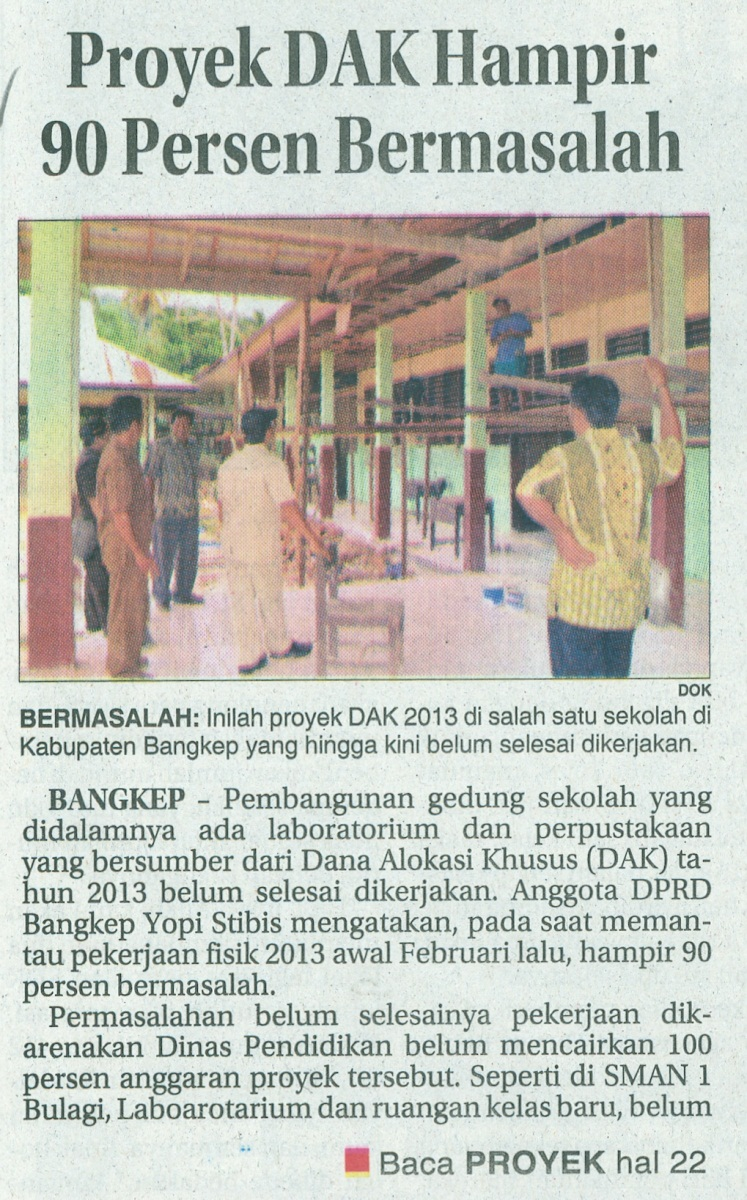 Proyek DAK Hampir
90 Persen Bermasalah
DOK
BERMASALAH: Inilah proyek DAK 2013 di salah satu sekolah di
Kabupaten Bangkep yang hingga kini belum selesai dikerjakan.
BANGKEP – Pembangunan gedung sekolah yang
didalamnya ada laboratorium dan perpustakaan
yang bersumber dari Dana Alokasi Khusus (DAK) ta-
hun 2013 belum selesai dikerjakan. Anggota DPRD
Bangkep Yopi Stibis mengatakan, pada saat meman-
tau pekerjaan fisik 2013 awal Februari lalu, hampir 90
persen bermasalah.
Permasalahan belum selesainya pekerjaan dik-
arenakan Dinas Pendidikan belum mencairkan 100
persen anggaran proyek tersebut. Seperti di SMAN 1
Bulagi, Laboarotarium dan ruangan kelas baru, belum
Baca PROYEK hal 22